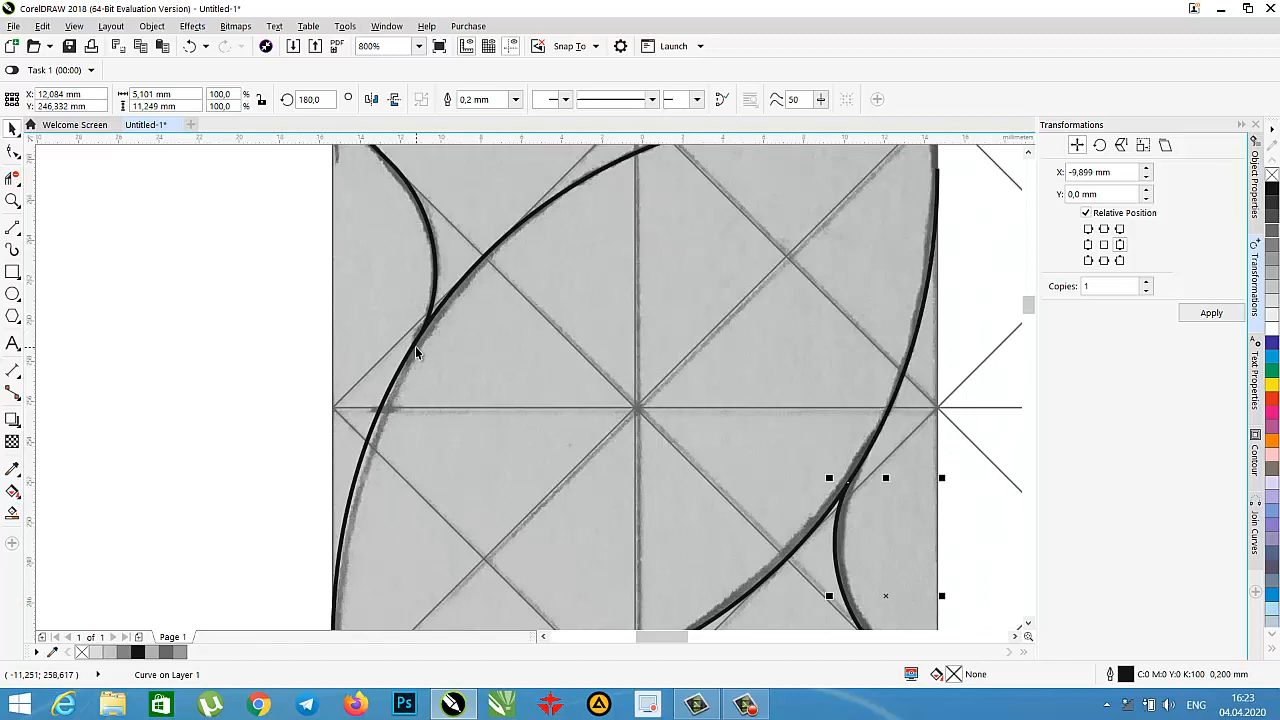 CorelDRAW 2018 (64-Bit Evaluation Version) - Untitled-1*
File Edit View Layout Object Effects Bitmaps Text Table Tools Window Help Purchase
PDF 800% Snap To Launch
Task 1 (00:00)
X: 12,084 mm 5,101 mm 100,0 % 180,0 ° 0,2 mm 50
Y: 246,332 mm 11,249 mm 100,0 %
Welcome Screen Untitled-1*
Transformations
millimeters
X: -9,899 mm
Y: 0,0 mm
Relative Position
Copies: 1
Apply
Object Properties
Transformations
Text Properties
Contour
Join Curves
1 of 1 Page 1
( -11,251; 258,617 ) Curve on Layer 1 None C:0 M:0 Y:0 K:100 0,200 mm
Ps ENG 16:23
04.04.2020